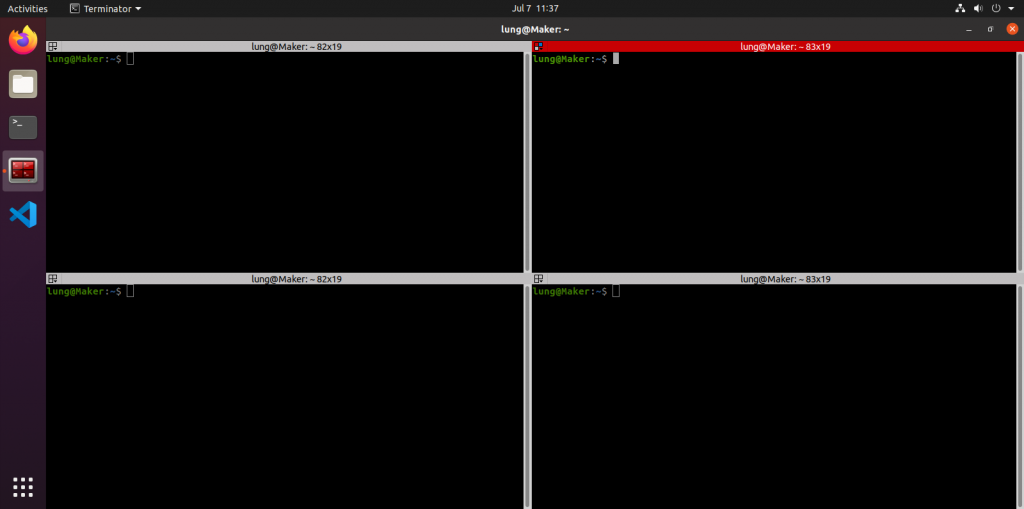 Activities
Terminator
Jul 7 11:37
lung@Maker: ~
lung@Maker: ~ 82x19
lung@Maker: ~ 83x19
lung@Maker:~$
lung@Maker:~$
>_
lung@Maker: ~ 82x19
lung@Maker: ~ 83x19
lung@Maker:~$
lung@Maker:~$